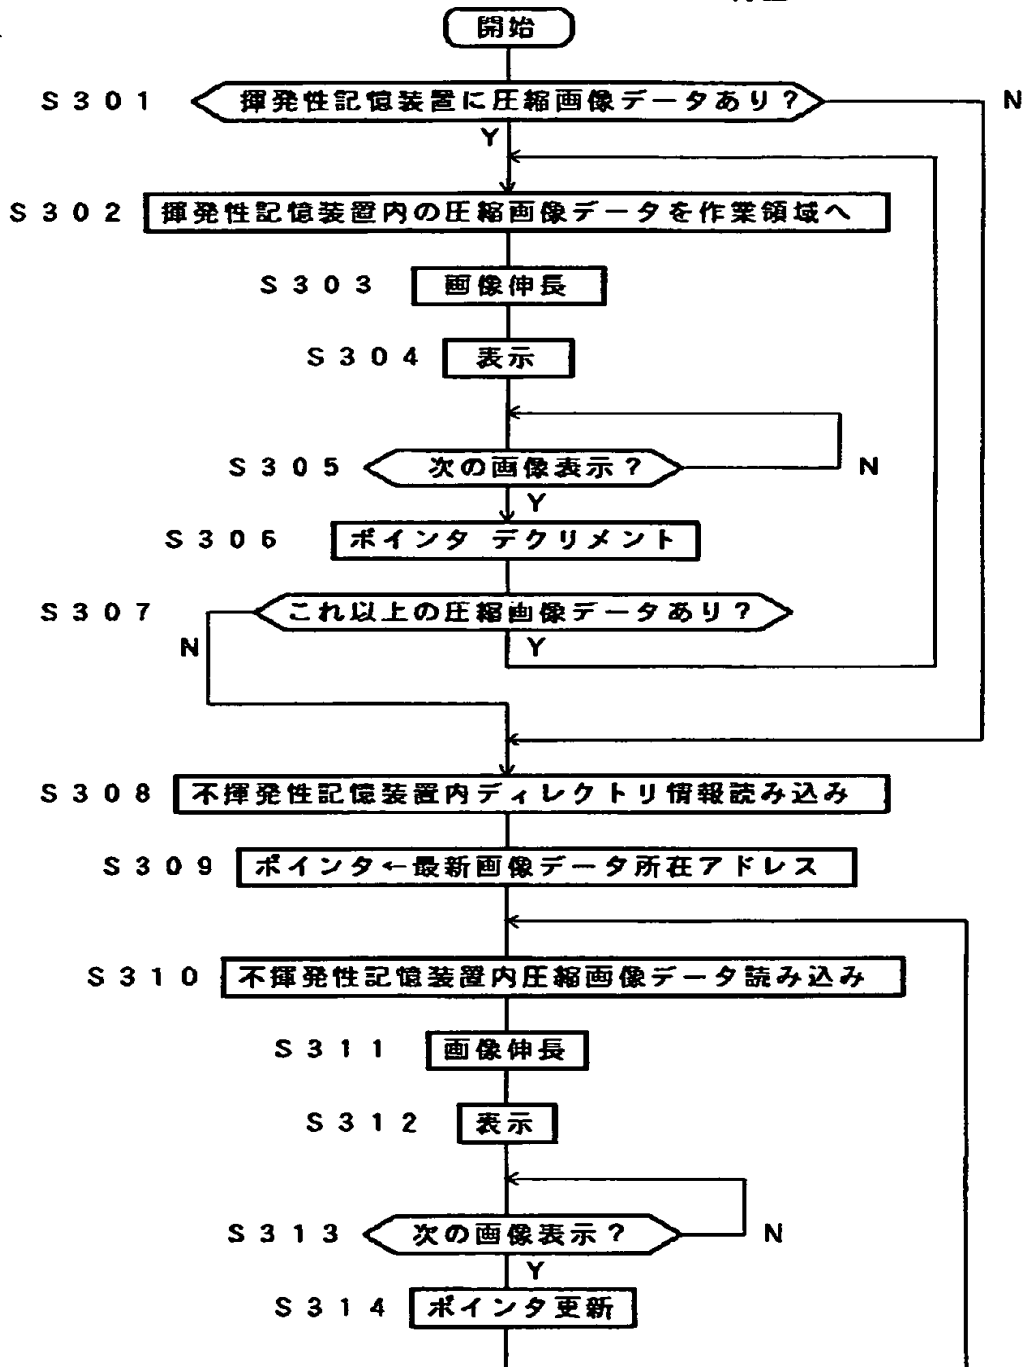 開始
S301 揮発性記憶装置に圧縮画像データあり? N
Y
S302 揮発性記憶装置内の圧縮画像データを作業領域へ
S303 画像伸長
S304 表示
S305 次の画像表示? N
Y
S306 ポインタ デクリメント
S307 これ以上の圧縮画像データあり?
N Y
S308 不揮発性記憶装置内ディレクトリ情報読み込み
S309 ポインタ←最新画像データ所在アドレス
S310 不揮発性記憶装置内圧縮画像データ読み込み
S311 画像伸長
S312 表示
S313 次の画像表示? N
Y
S314 ポインタ更新